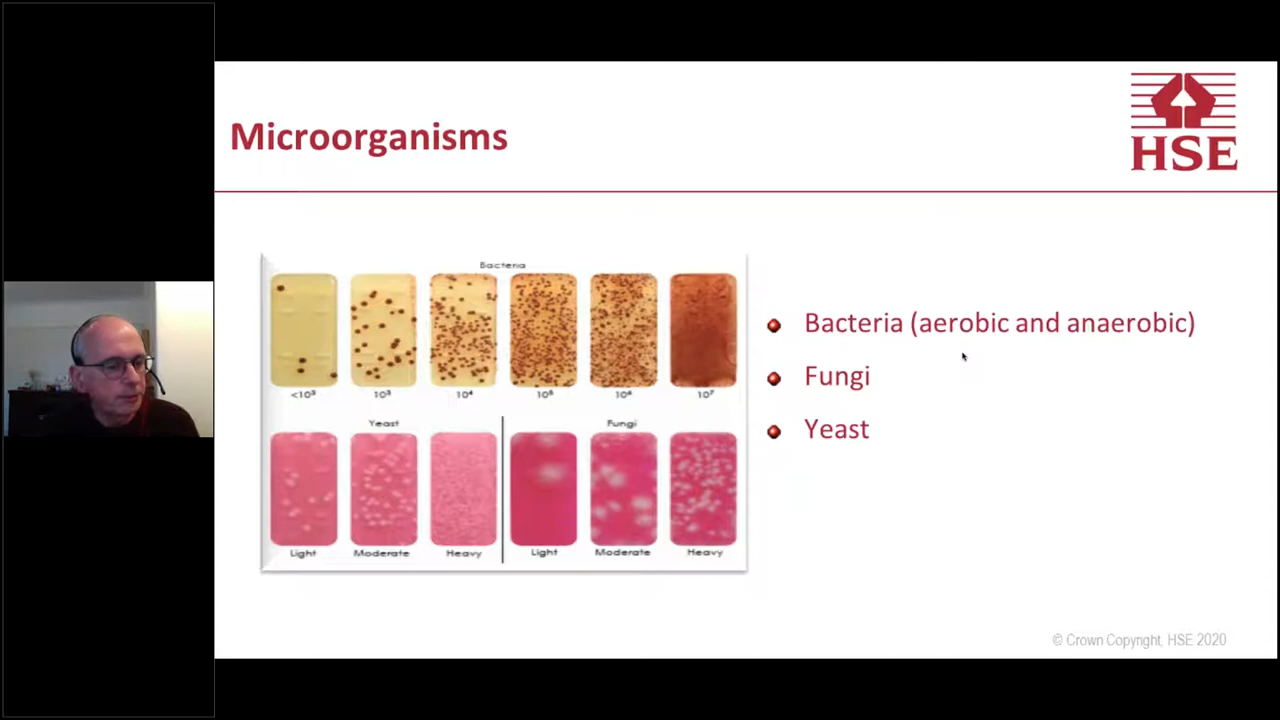 Microorganisms
HSE
Bacteria
<10³ 10³ 10⁴ 10⁵ 10⁶ 10⁷
Yeast Fungi
Light Moderate Heavy Light Moderate Heavy
Bacteria (aerobic and anaerobic)
Fungi
Yeast
© Crown Copyright, HSE 2020